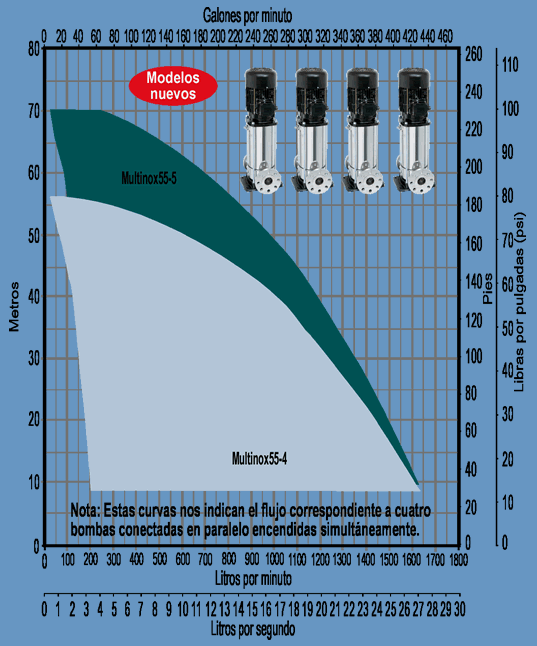 Galones por minuto
0 20 40 60 80 100 120 140 160 180 200 220 240 260 280 300 320 340 360 380 400 420 440 460
Modelos
nuevos
Multinox55-5
Multinox55-4
Metros
80
70
60
50
40
30
20
10
0
Pies
260
240
220
200
180
160
140
120
100
80
60
40
20
0
Libras por pulgadas (psi)
110
100
90
80
70
60
50
40
30
20
10
0
Nota: Estas curvas nos indican el flujo correspondiente a cuatro
bombas conectadas en paralelo encendidas simultáneamente.
0 100 200 300 400 500 600 700 800 900 1000 1100 1200 1300 1400 1500 1600 1700 1800
Litros por minuto
0 1 2 3 4 5 6 7 8 9 10 11 12 13 14 15 16 17 18 19 20 21 22 23 24 25 26 27 28 29 30
Litros por segundo